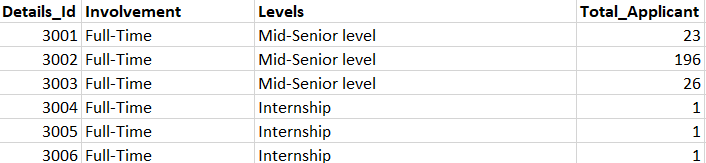 Details_Id Involvement Levels Total_Applicant
3001 Full-Time Mid-Senior level 23
3002 Full-Time Mid-Senior level 196
3003 Full-Time Mid-Senior level 26
3004 Full-Time Internship 1
3005 Full-Time Internship 1
3006 Full-Time Internship 1